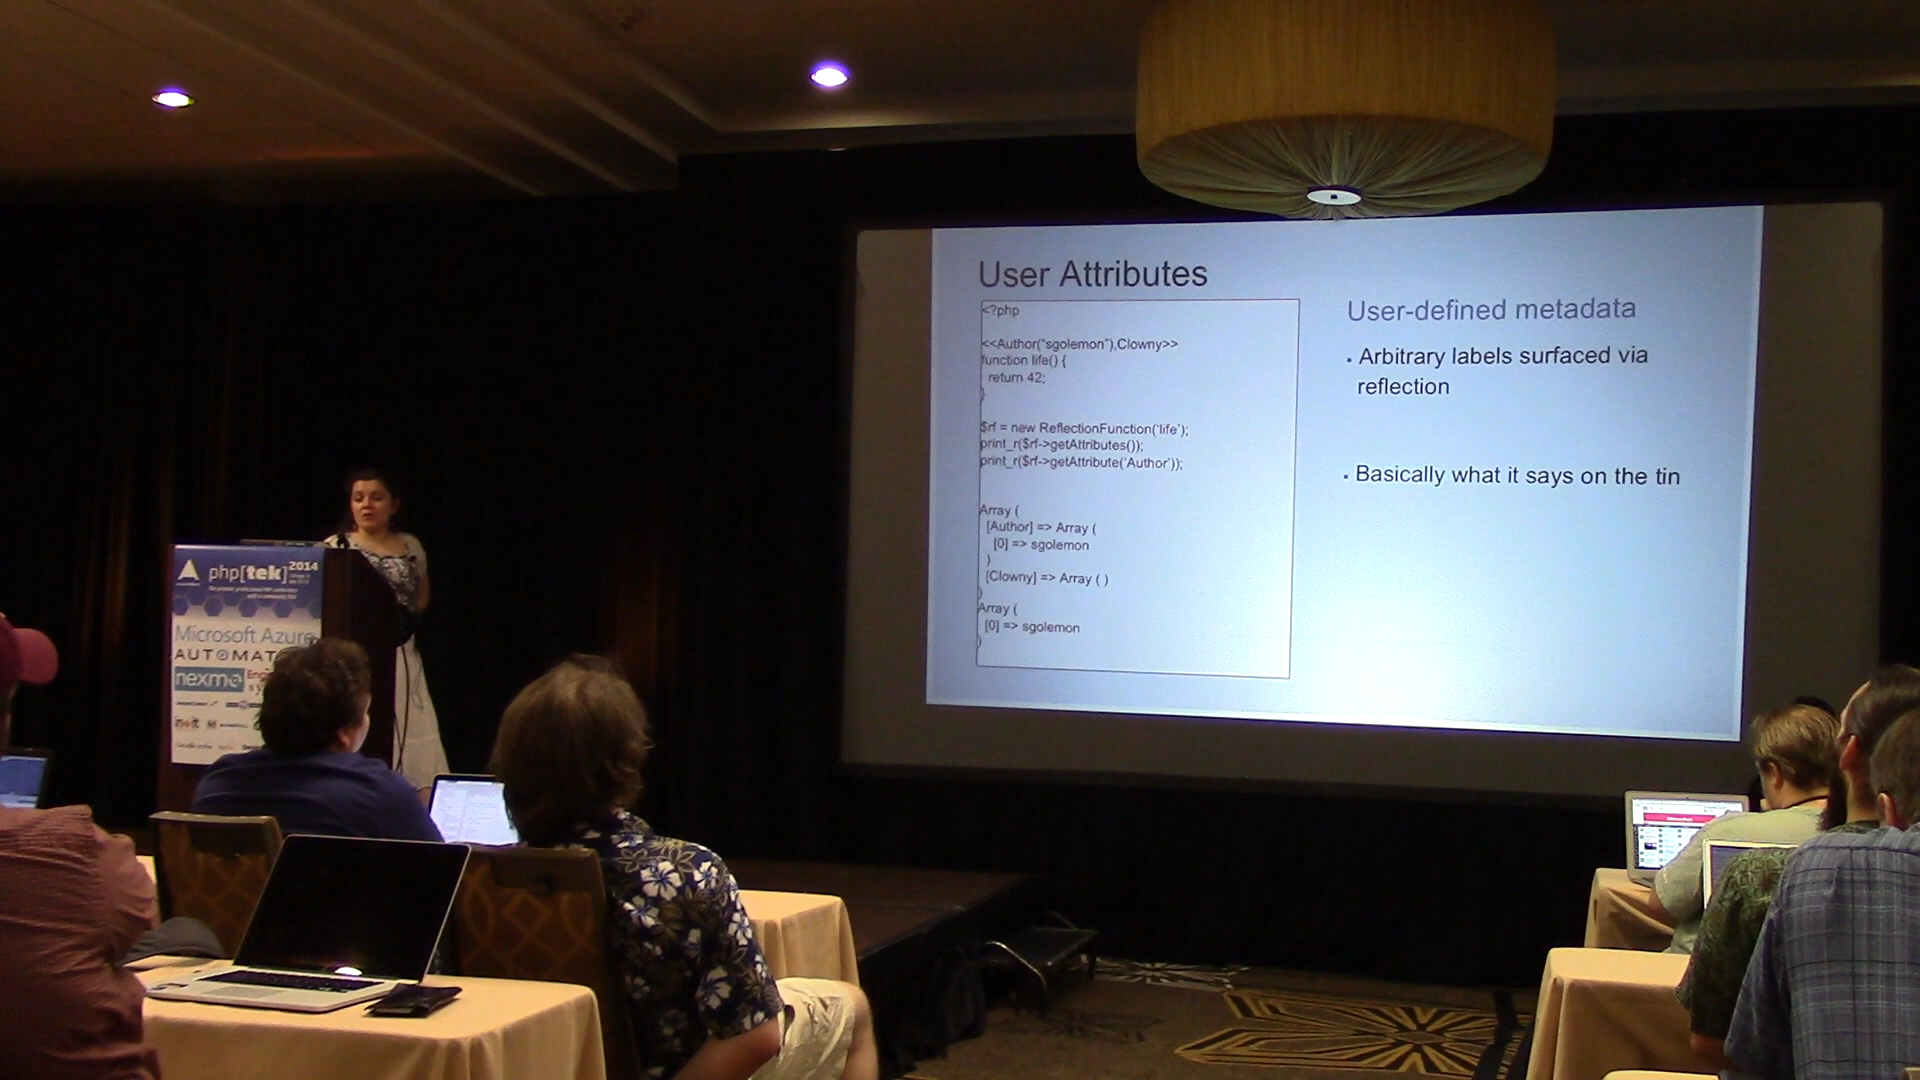 User Attributes
<?php
<<Author("sgolemon"),Clowny>>
function life() {
return 42;
}
$rf = new ReflectionFunction('life');
print_r($rf->getAttributes());
print_r($rf->getAttribute('Author'));
Array (
[Author] => Array (
[0] => sgolemon
)
[Clowny] => Array ( )
)
Array (
[0] => sgolemon
)
User-defined metadata
▪ Arbitrary labels surfaced via
reflection
▪ Basically what it says on the tin
php[tek] 2014
Microsoft Azure
AUTOMAT
nexmo